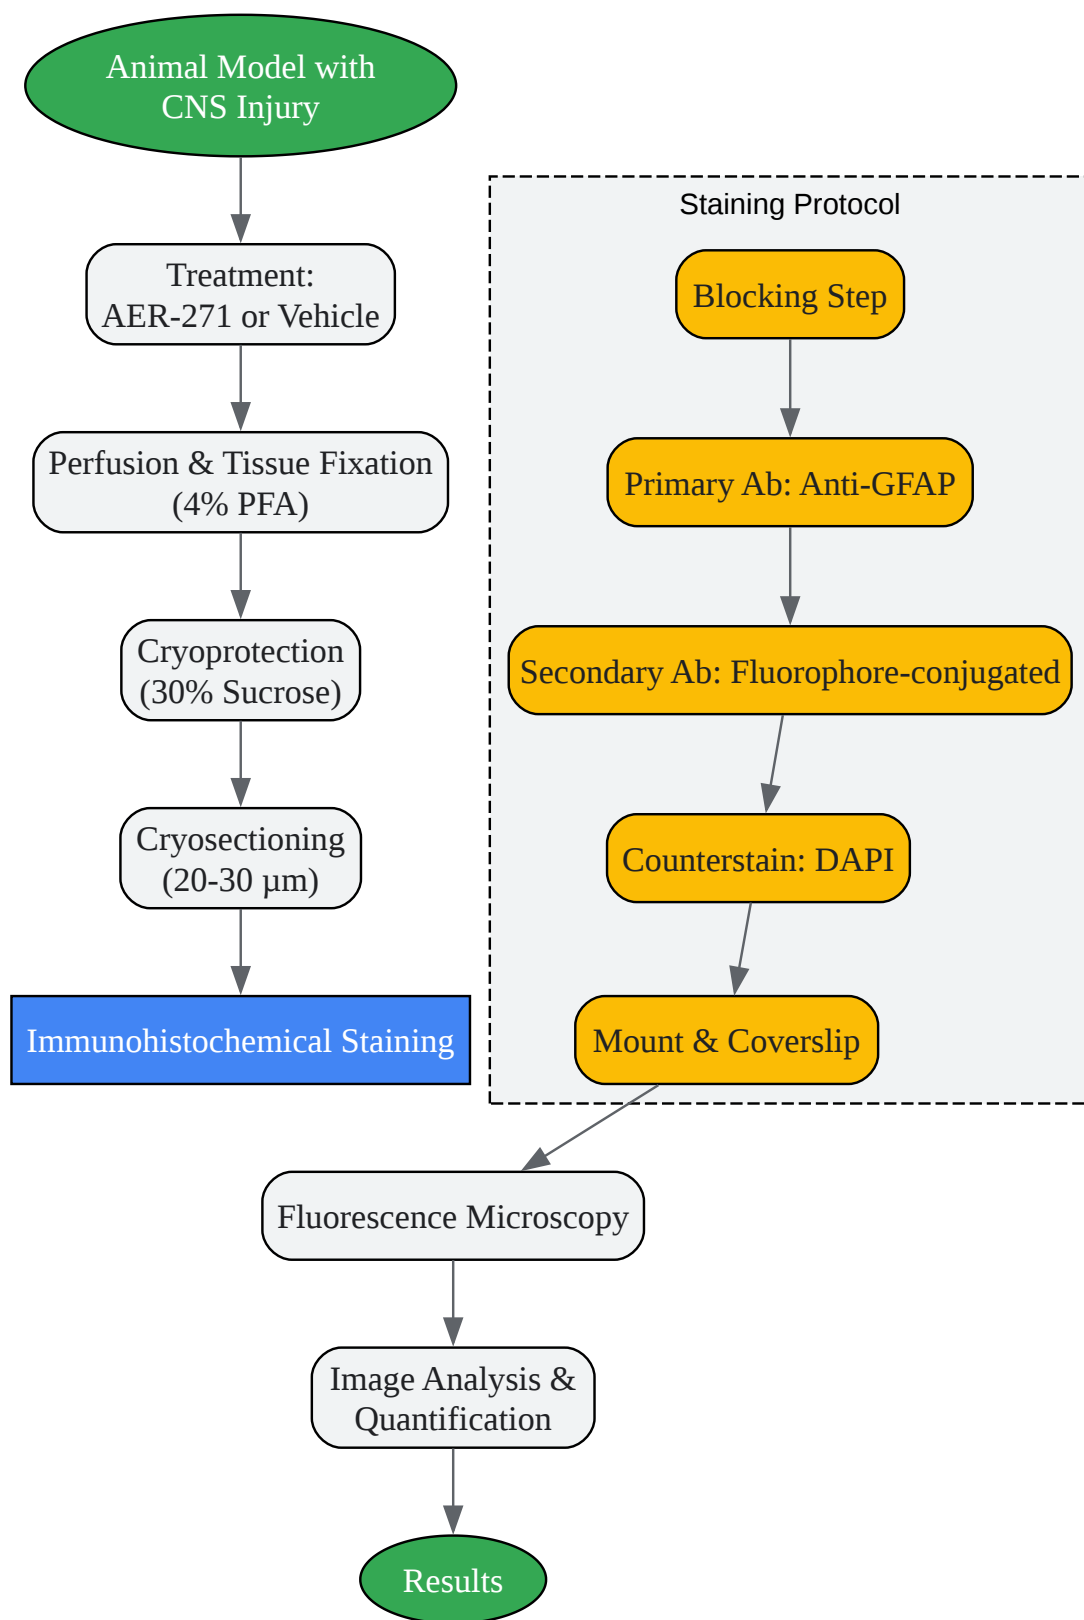 Animal Model with
CNS Injury
Treatment:
AER-271 or Vehicle
Perfusion & Tissue Fixation
(4% PFA)
Cryoprotection
(30% Sucrose)
Cryosectioning
(20-30 µm)
Immunohistochemical Staining
Staining Protocol
Blocking Step
Primary Ab: Anti-GFAP
Secondary Ab: Fluorophore-conjugated
Counterstain: DAPI
Mount & Coverslip
Fluorescence Microscopy
Image Analysis &
Quantification
Results